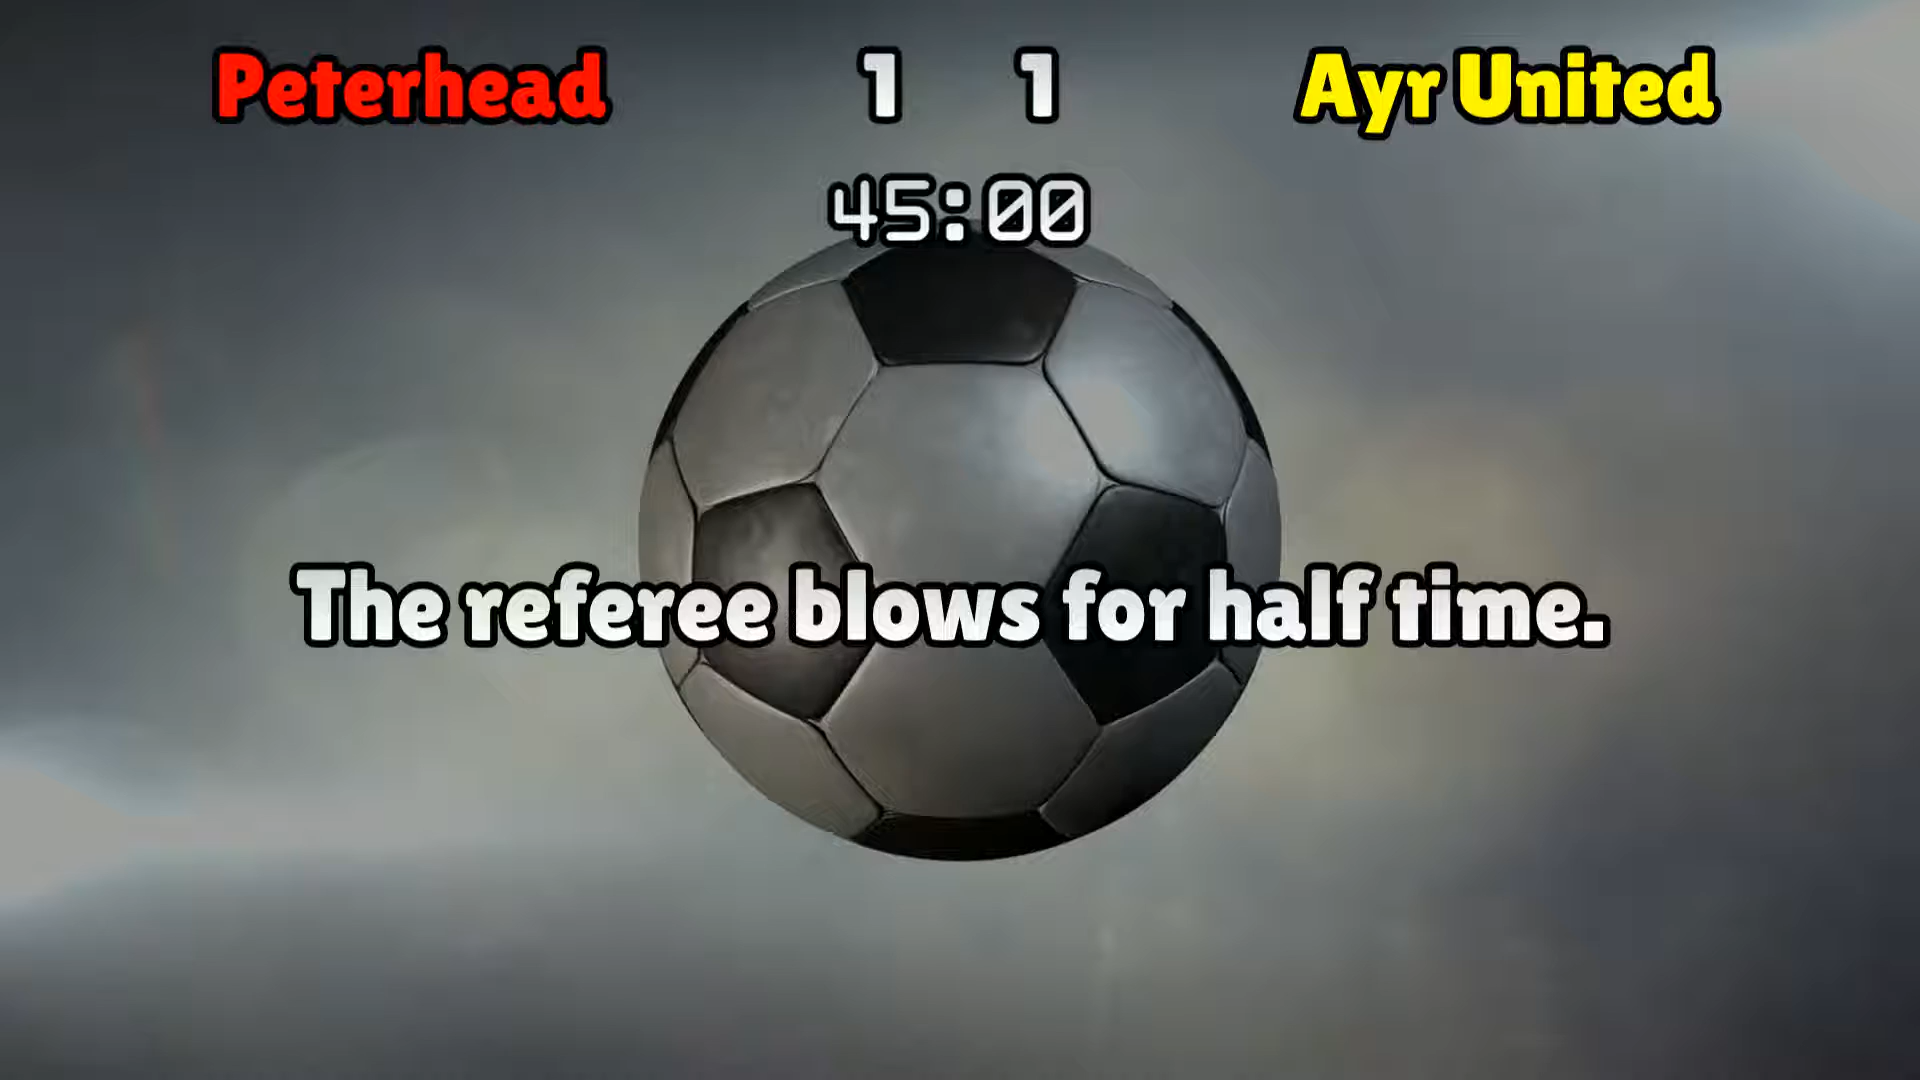 Peterhead 1 1 Ayr United
45:00
The referee blows for half time.